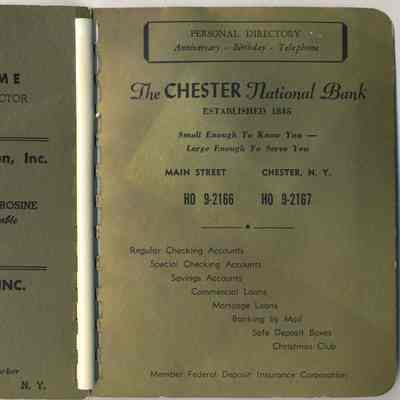 ME
CTOR
n, Inc.
ROSINE
able
INC.
N. Y.
PERSONAL DIRECTORY
Anniversary - Birthday - Telephone
The CHESTER National Bank
ESTABLISHED 1845
Small Enough To Know You —
Large Enough To Serve You
MAIN STREET CHESTER, N. Y.
HO 9-2166 HO 9-2167
Regular Checking Accounts
Special Checking Accounts
Savings Accounts
Commercial Loans
Mortgage Loans
Banking by Mail
Safe Deposit Boxes
Christmas Club
Member Federal Deposit Insurance Corporation